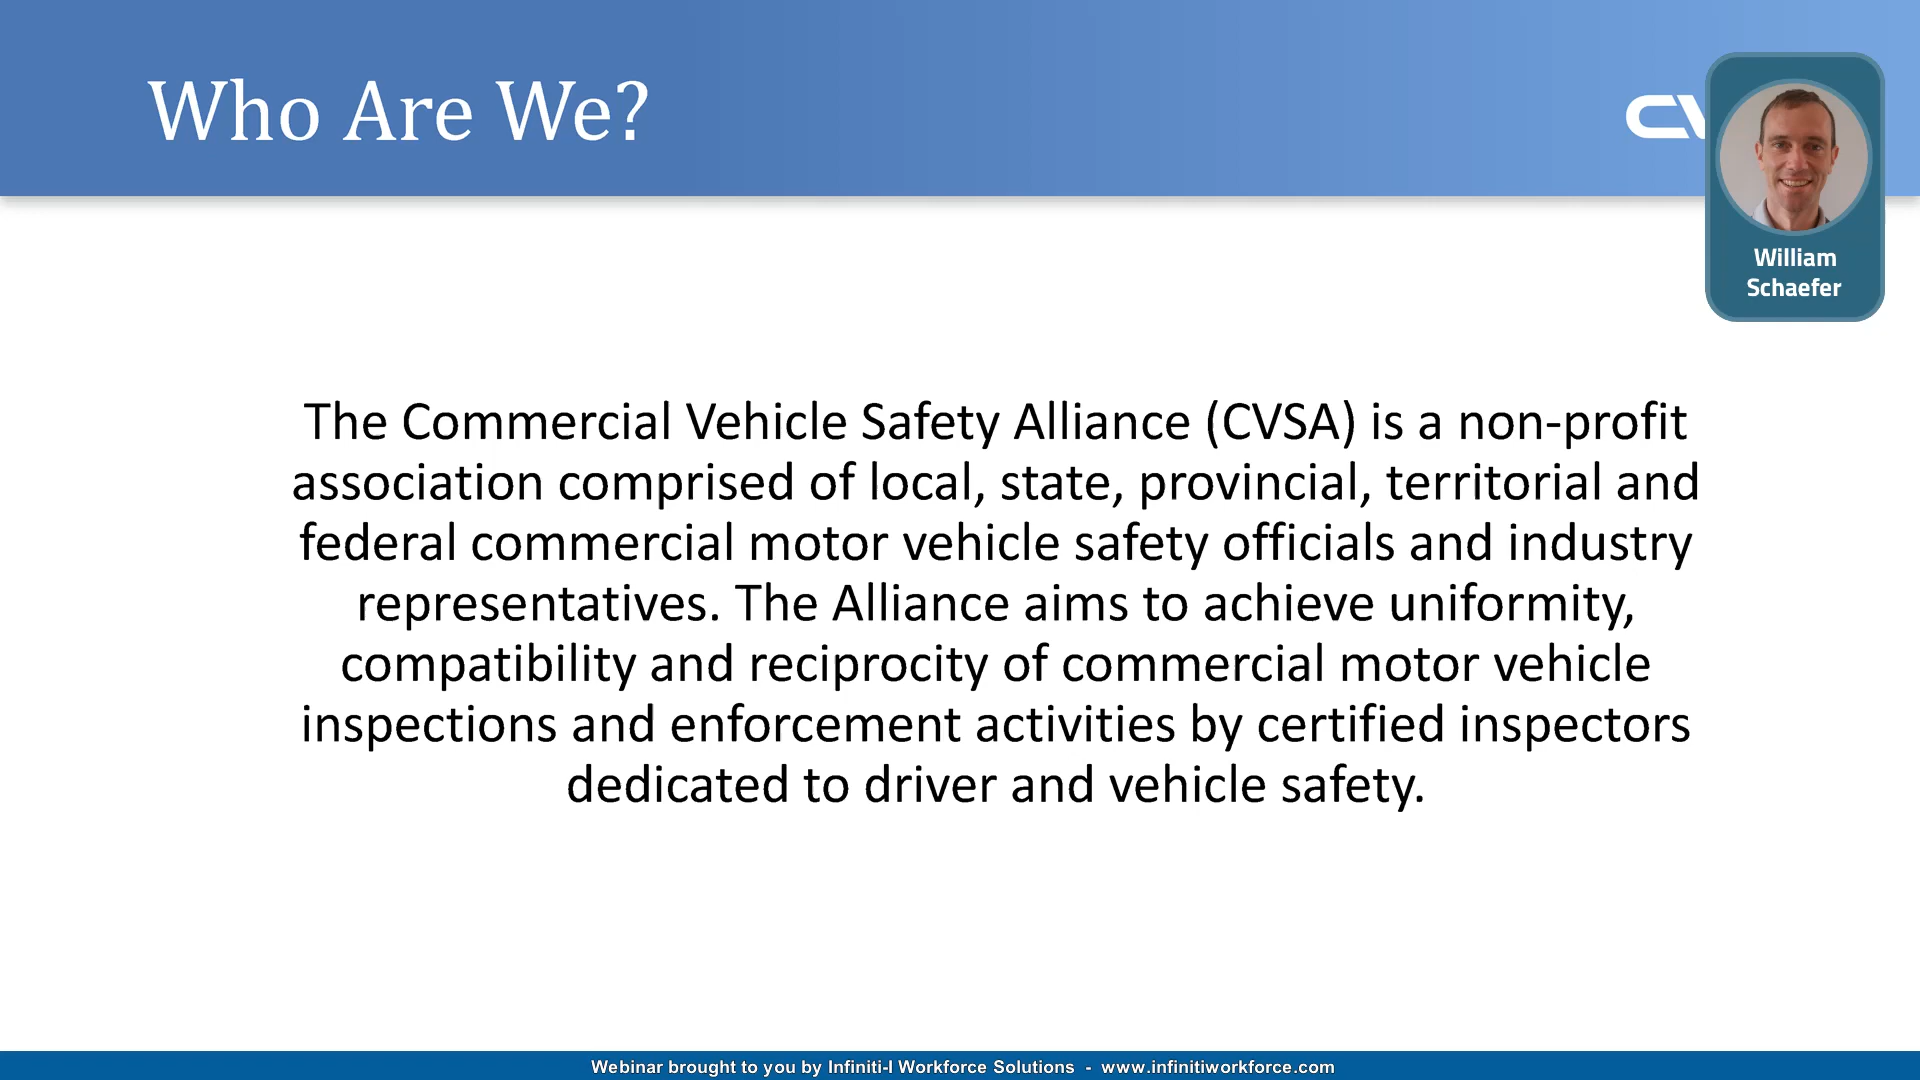 Who Are We?
CV
William
Schaefer
The Commercial Vehicle Safety Alliance (CVSA) is a non-profit
association comprised of local, state, provincial, territorial and
federal commercial motor vehicle safety officials and industry
representatives. The Alliance aims to achieve uniformity,
compatibility and reciprocity of commercial motor vehicle
inspections and enforcement activities by certified inspectors
dedicated to driver and vehicle safety.
Webinar brought to you by Infiniti-I Workforce Solutions - www.infinitiworkforce.com